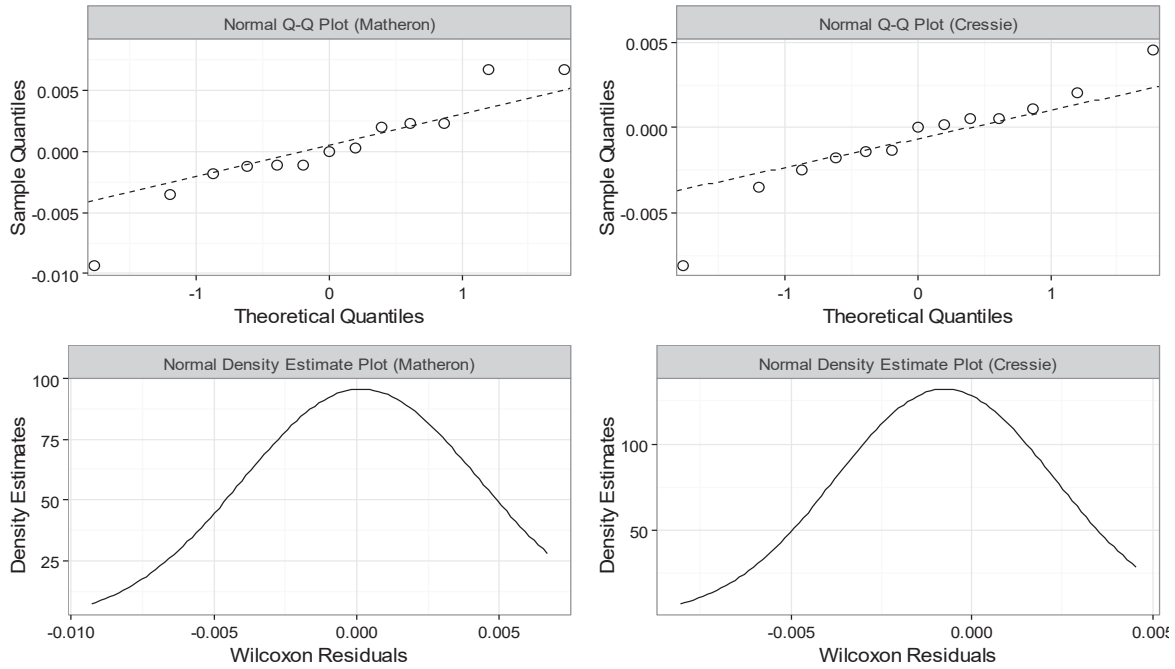 Normal Q-Q Plot (Matheron)
Sample Quantiles
0.005
0.000
-0.005
-0.010
-1
0
1
Theoretical Quantiles
Normal Q-Q Plot (Cressie)
Sample Quantiles
0.005
0.000
-0.005
-1
0
1
Theoretical Quantiles
Normal Density Estimate Plot (Matheron)
Density Estimates
100
75
50
25
-0.010
-0.005
0.000
0.005
Wilcoxon Residuals
Normal Density Estimate Plot (Cressie)
Density Estimates
100
50
-0.005
0.000
0.005
Wilcoxon Residuals